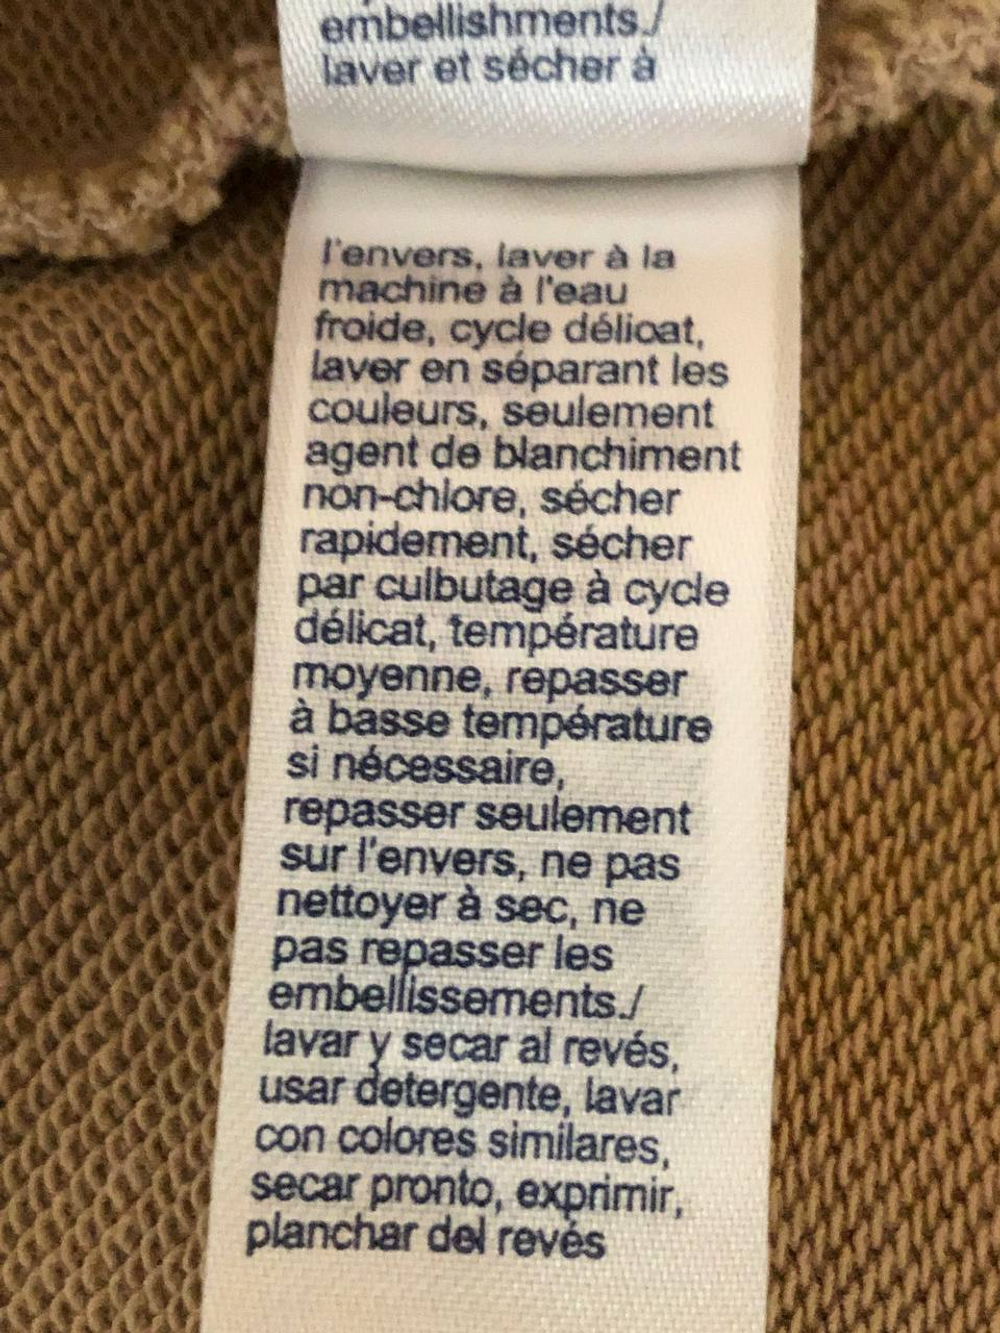 embellishments./
laver et sécher à
l'envers, laver à la
machine à l'eau
froide, cycle délicat,
laver en séparant les
couleurs, seulement
agent de blanchiment
non-chlore, sécher
rapidement, sécher
par culbutage à cycle
délicat, température
moyenne, repasser
à basse température
si nécessaire,
repasser seulement
sur l'envers, ne pas
nettoyer à sec, ne
pas repasser les
embellissements./
lavar y secar al revés,
usar detergente, lavar
con colores similares,
secar pronto, exprimir,
planchar del revés